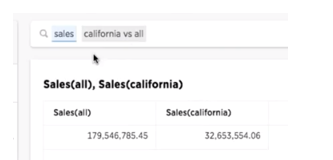 sales california vs all
Sales(all), Sales(california)
Sales(all) Sales(california)
179,546,785.45 32,653,554.06